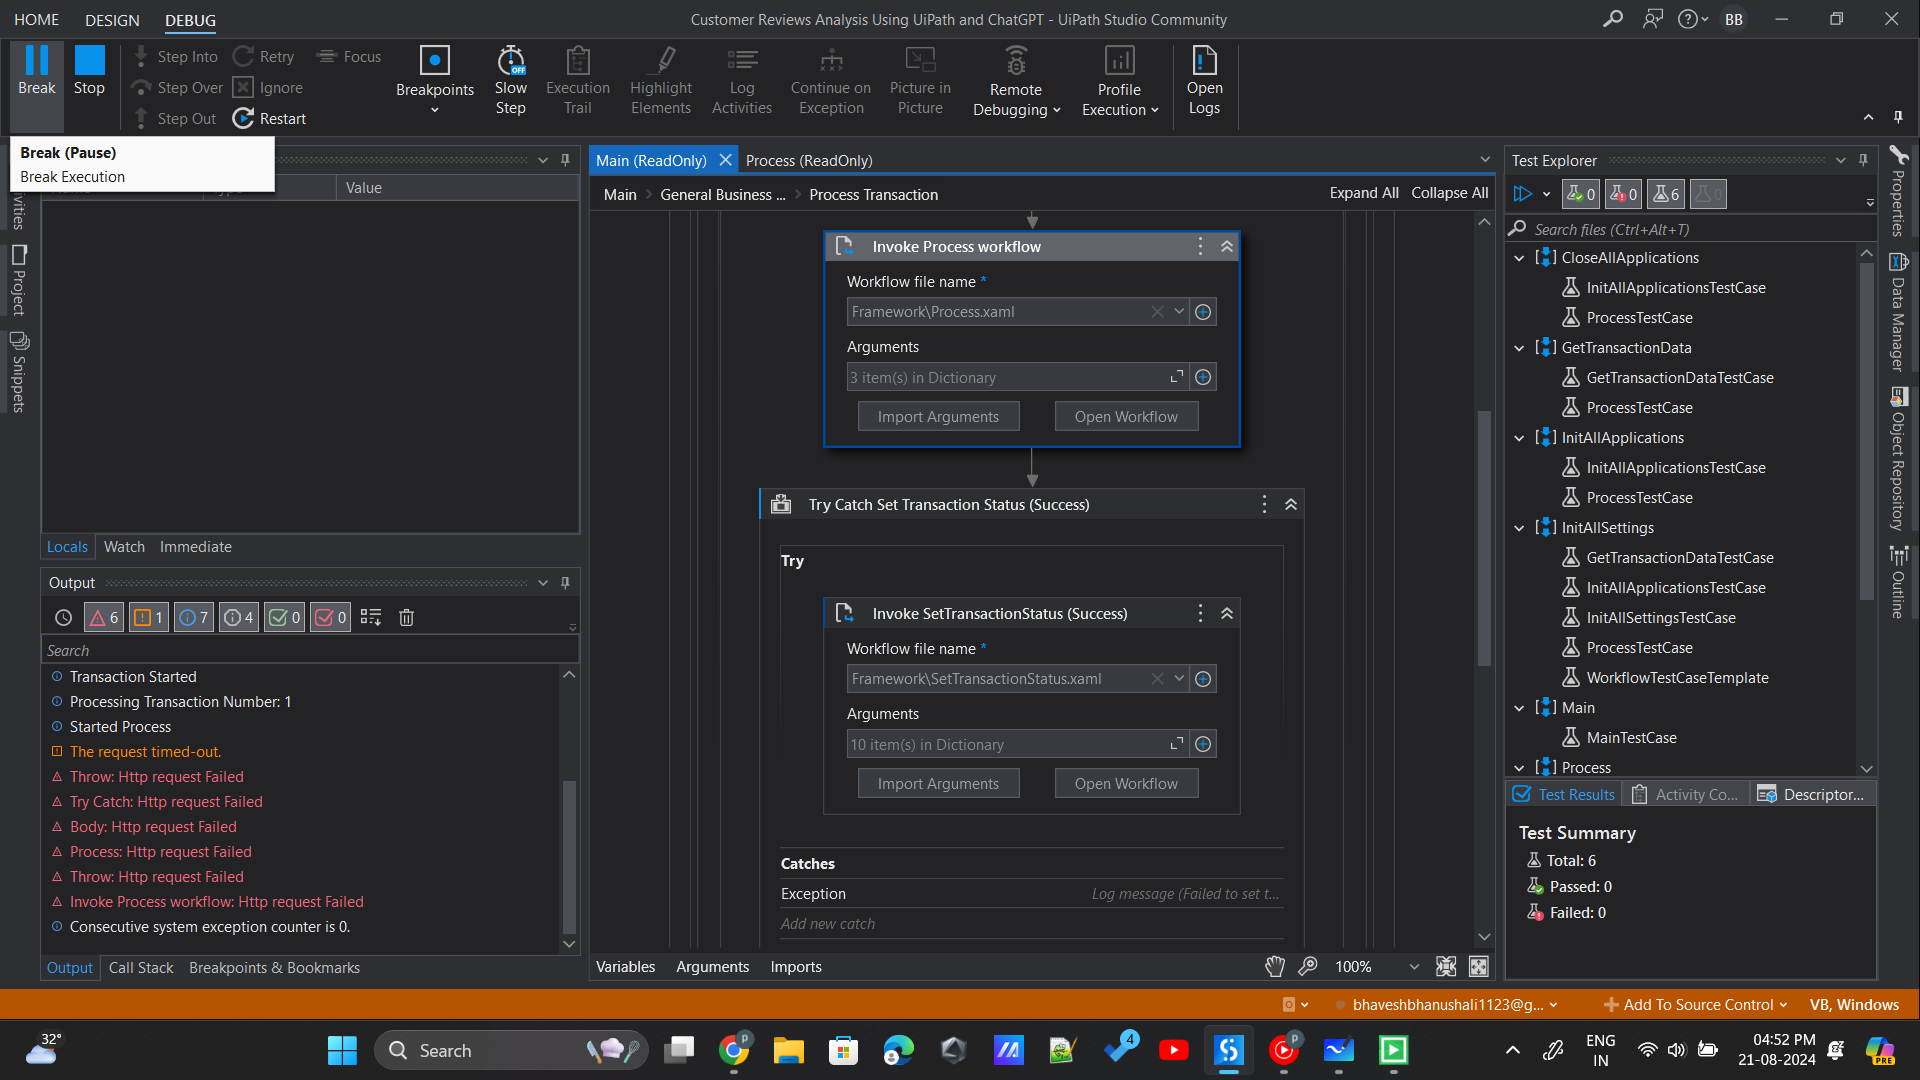 HOME DESIGN DEBUG
Customer Reviews Analysis Using UiPath and ChatGPT - UiPath Studio Community
BB
Break
Stop
Step Into
Step Over
Step Out
Retry
Ignore
Restart
Focus
Breakpoints
Slow Step
OFF
Execution Trail
Highlight Elements
Log Activities
Continue on Exception
Picture in Picture
Remote Debugging
Profile Execution
Open Logs
Break (Pause)
Break Execution
Value
Project
Snippets
Locals Watch Immediate
Output
6 1 7 4 0 0
Search
Transaction Started
Processing Transaction Number: 1
Started Process
The request timed-out.
Throw: Http request Failed
Try Catch: Http request Failed
Body: Http request Failed
Process: Http request Failed
Throw: Http request Failed
Invoke Process workflow: Http request Failed
Consecutive system exception counter is 0.
Output Call Stack Breakpoints & Bookmarks
Main (ReadOnly) Process (ReadOnly)
Main General Business ... Process Transaction
Expand All Collapse All
Invoke Process workflow
Workflow file name *
Framework\Process.xaml
Arguments
3 item(s) in Dictionary
Import Arguments Open Workflow
Try Catch Set Transaction Status (Success)
Try
Invoke SetTransactionStatus (Success)
Workflow file name *
Framework\SetTransactionStatus.xaml
Arguments
10 item(s) in Dictionary
Import Arguments Open Workflow
Catches
Exception Log message (Failed to set t...
Add new catch
Variables Arguments Imports
100%
Test Explorer
0 0 6 0
Search files (Ctrl+Alt+T)
CloseAllApplications
InitAllApplicationsTestCase
ProcessTestCase
GetTransactionData
GetTransactionDataTestCase
ProcessTestCase
InitAllApplications
InitAllApplicationsTestCase
ProcessTestCase
InitAllSettings
GetTransactionDataTestCase
InitAllApplicationsTestCase
InitAllSettingsTestCase
ProcessTestCase
WorkflowTestCaseTemplate
Main
MainTestCase
Process
Test Results Activity Co... Descriptor...
Test Summary
Total: 6
Passed: 0
Failed: 0
Properties
Data Manager
Object Repository
Outline
bhaveshbhanushali1123@g... Add To Source Control VB, Windows
32°
Search
P
4
P
ENG
IN
04:52 PM
21-08-2024
PRE